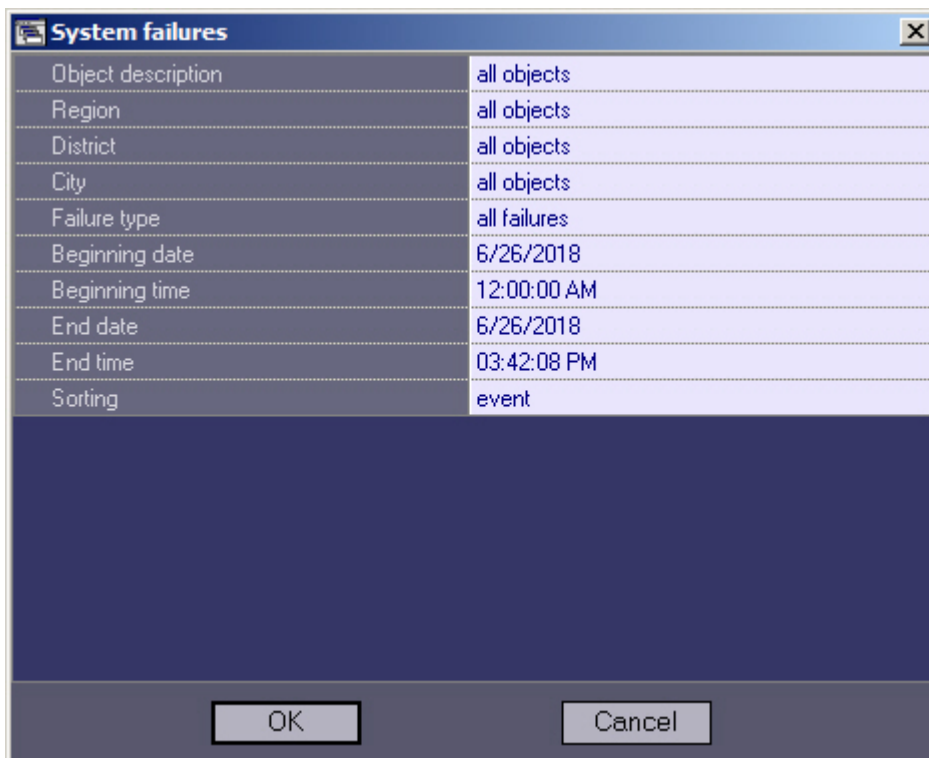 System failures
Object description all objects
Region all objects
District all objects
City all objects
Failure type all failures
Beginning date 6/26/2018
Beginning time 12:00:00 AM
End date 6/26/2018
End time 03:42:08 PM
Sorting event
OK Cancel